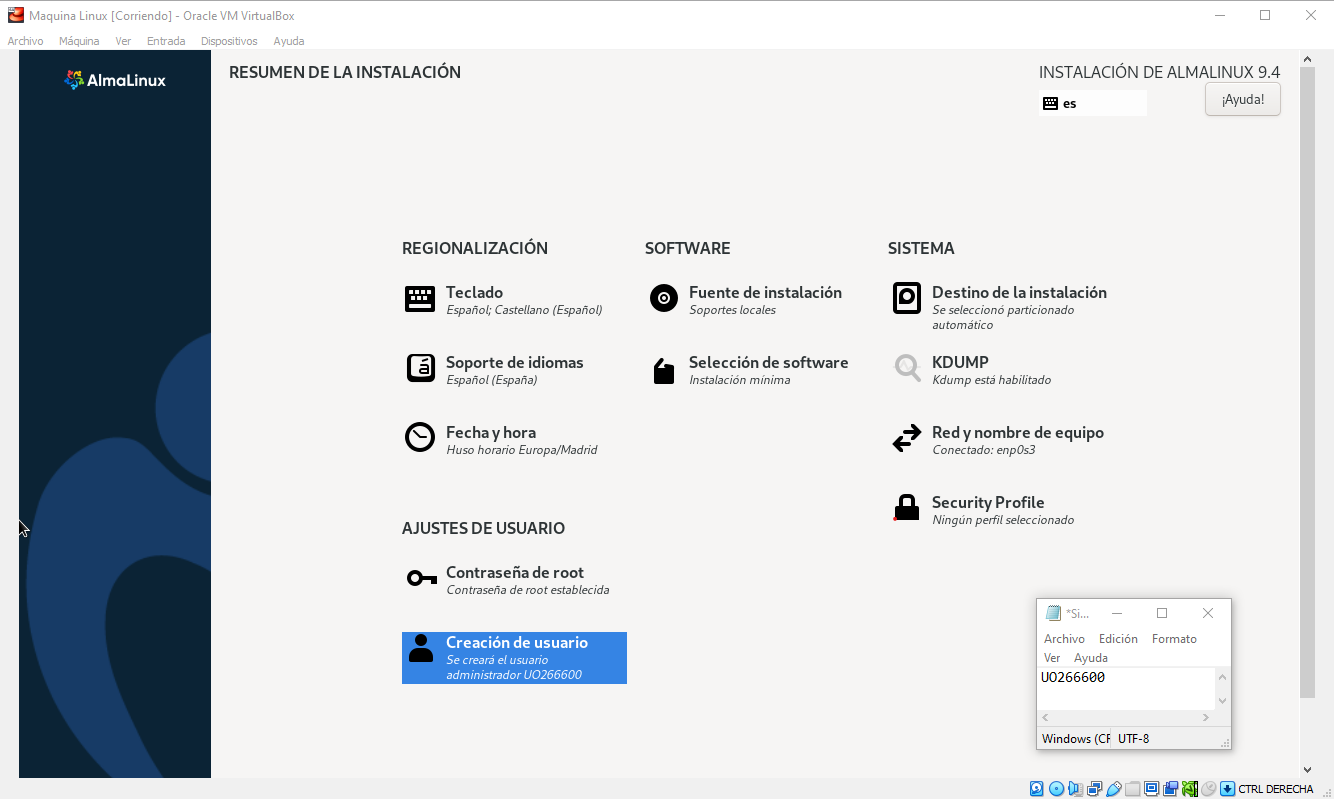 Maquina Linux [Corriendo] - Oracle VM VirtualBox
Archivo Máquina Ver Entrada Dispositivos Ayuda
AlmaLinux
RESUMEN DE LA INSTALACIÓN
INSTALACIÓN DE ALMALINUX 9.4
es
¡Ayuda!
REGIONALIZACIÓN
Teclado
Español; Castellano (Español)
Soporte de idiomas
Español (España)
Fecha y hora
Huso horario Europa/Madrid
SOFTWARE
Fuente de instalación
Soportes locales
Selección de software
Instalación mínima
SISTEMA
Destino de la instalación
Se seleccionó particionado
automático
KDUMP
Kdump está habilitado
Red y nombre de equipo
Conectado: enp0s3
Security Profile
Ningún perfil seleccionado
AJUSTES DE USUARIO
Contraseña de root
Contraseña de root establecida
Creación de usuario
Se creará el usuario
administrador UO266600
*Si...
Archivo Edición Formato
Ver Ayuda
UO266600
Windows (CF UTF-8
CTRL DERECHA